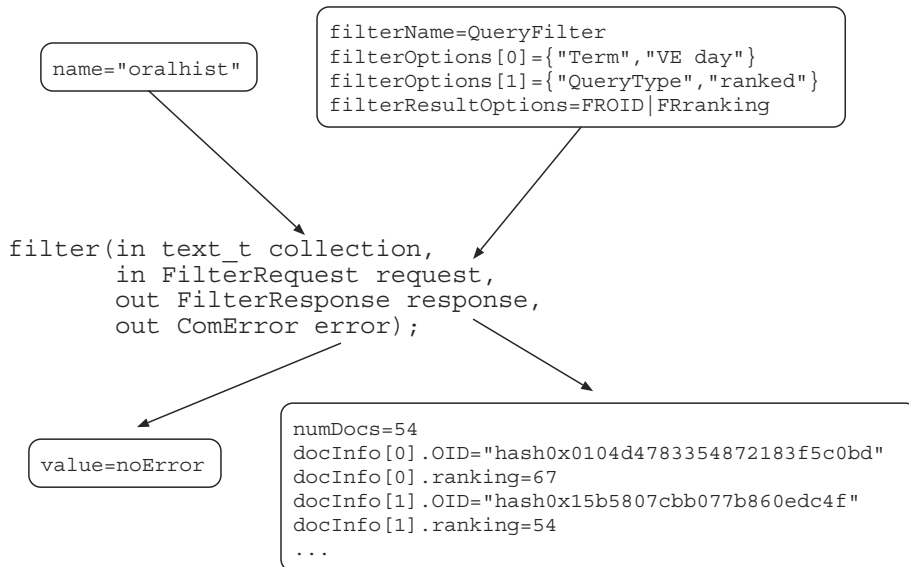 name="oralhist"
filterName=QueryFilter
filterOptions[0]={"Term","VE day"}
filterOptions[1]={"QueryType","ranked"}
filterResultOptions=FROID|FRranking
filter(in text_t collection,
in FilterRequest request,
out FilterResponse response,
out ComError error);
value=noError
numDocs=54
docInfo[0].OID="hash0x0104d4783354872183f5c0bd"
docInfo[0].ranking=67
docInfo[1].OID="hash0x15b5807cbb077b860edc4f"
docInfo[1].ranking=54
...